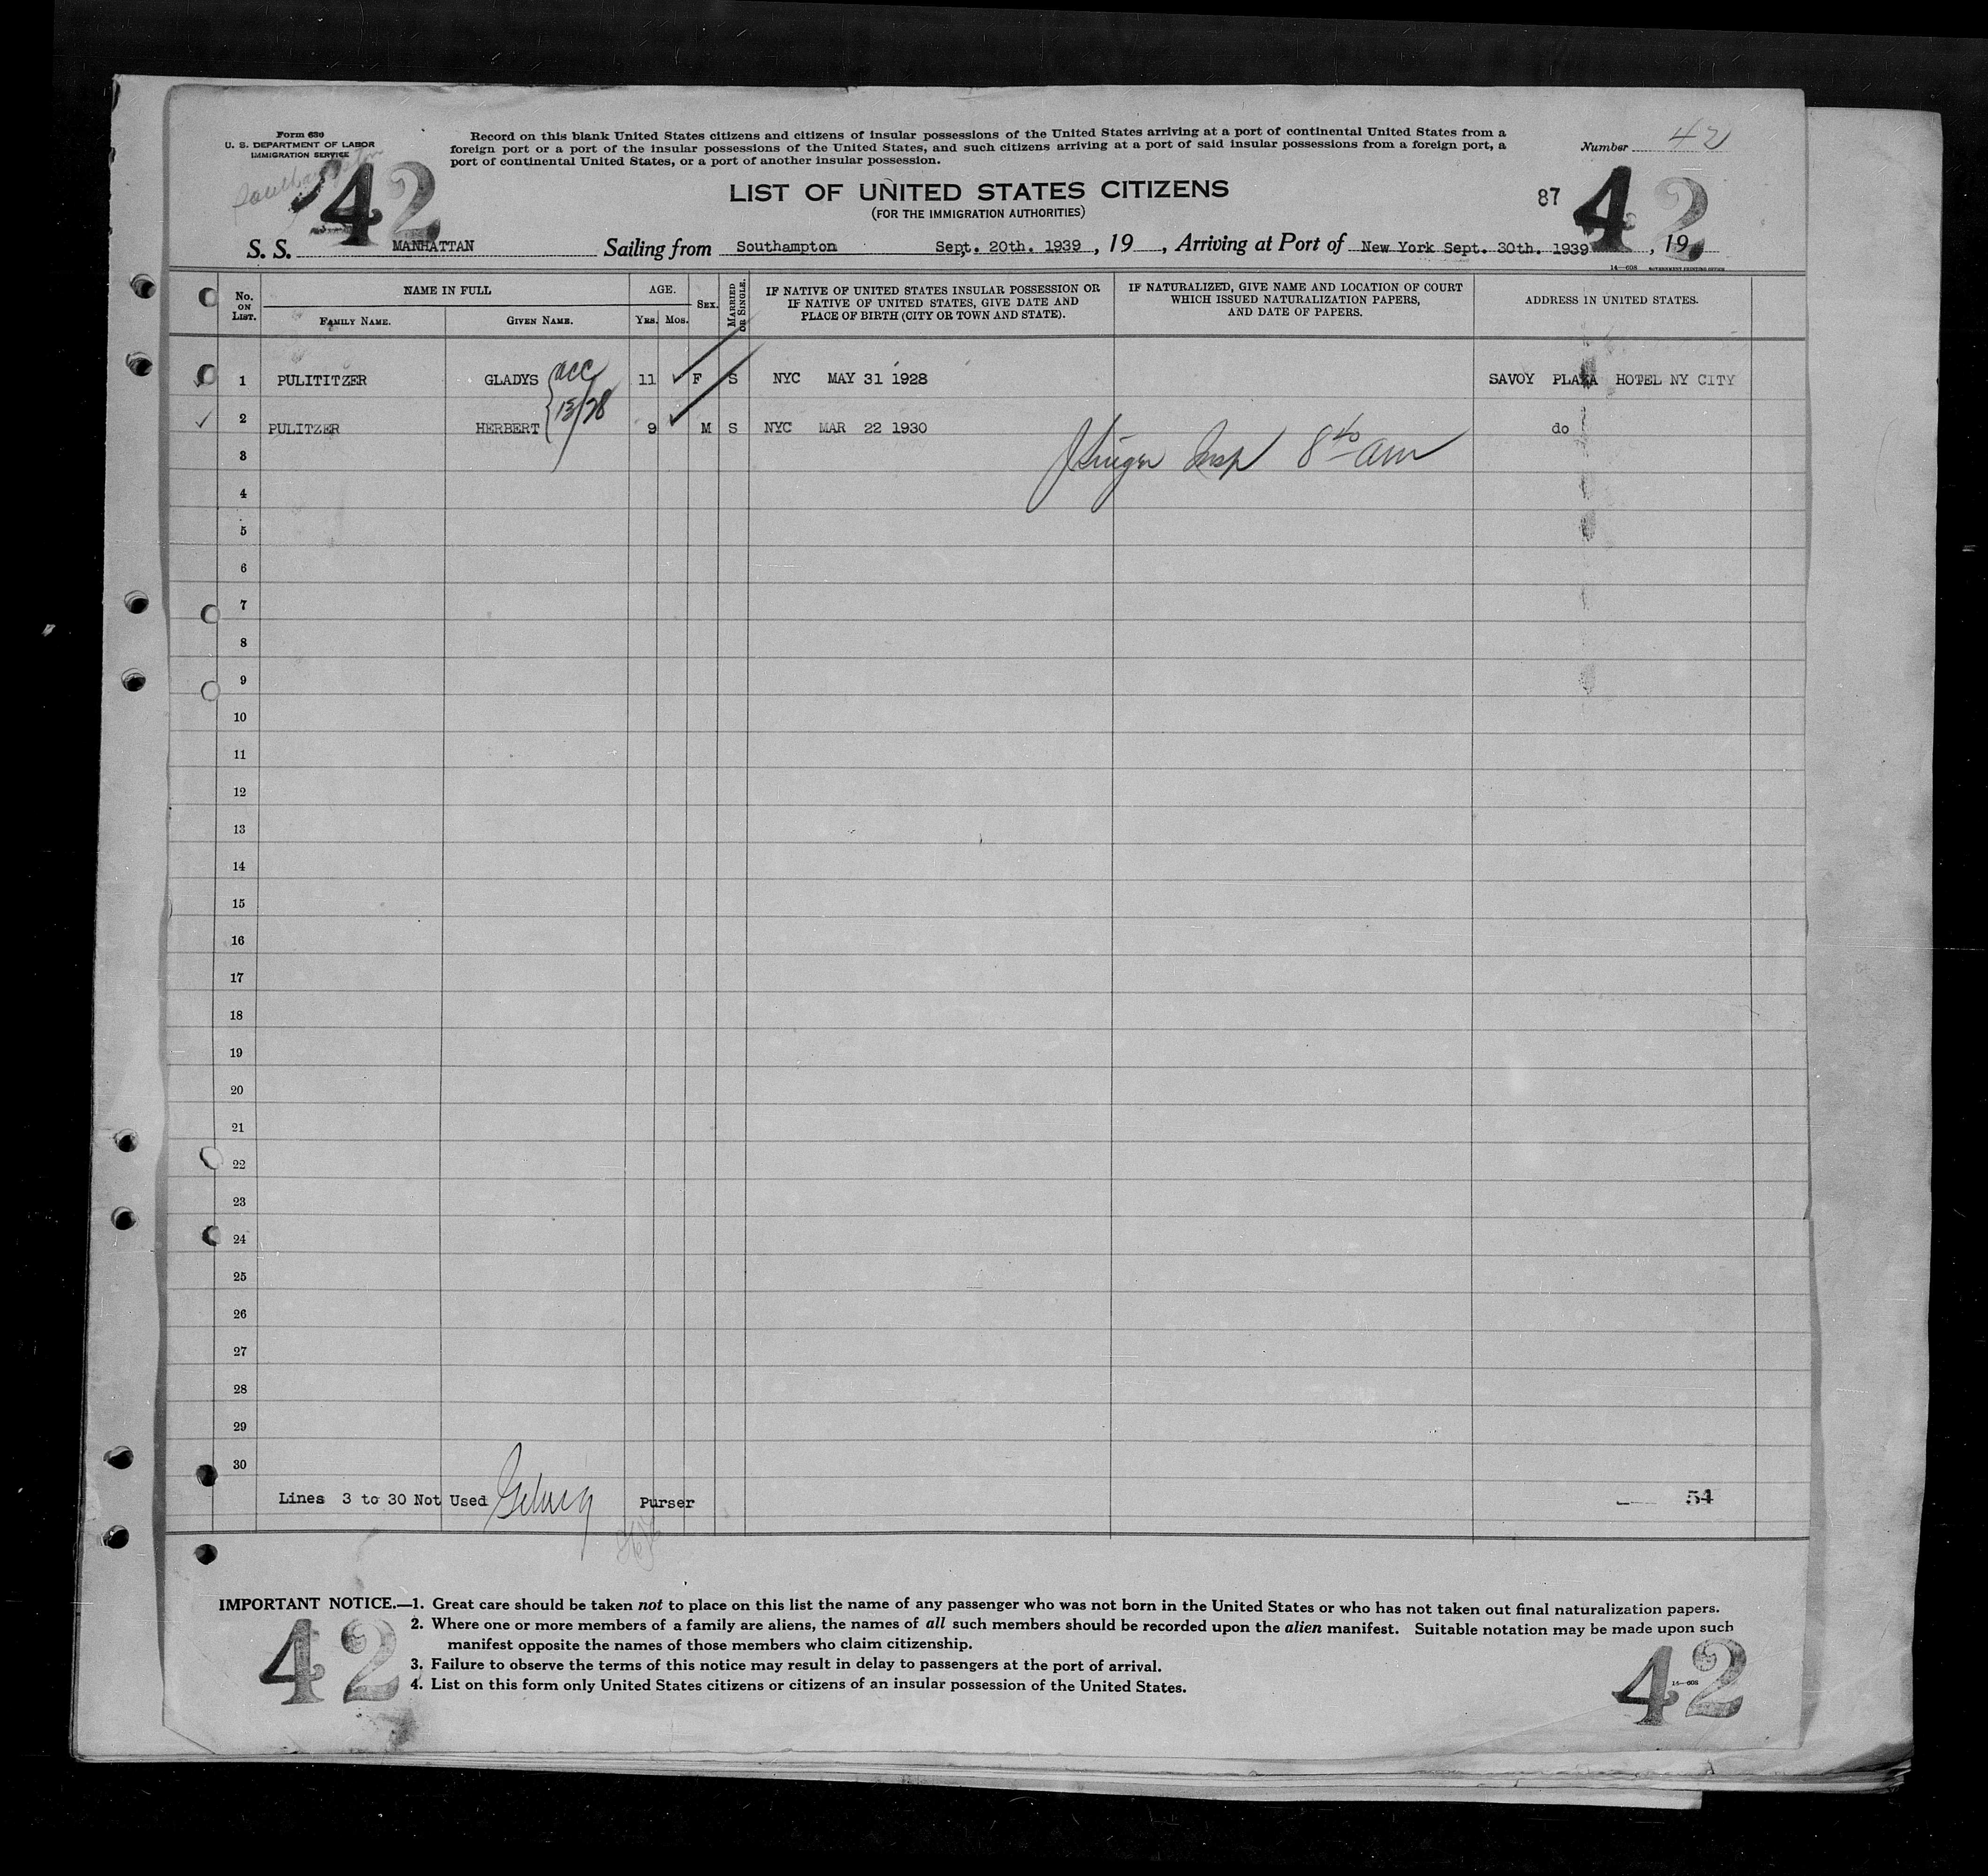 Form 630
U. S. DEPARTMENT OF LABOR
IMMIGRATION SERVICE
Southampton
Record on this blank United States citizens and citizens of insular possessions of the United States arriving at a port of continental United States from a
foreign port or a port of the insular possessions of the United States, and such citizens arriving at a port of said insular possessions from a foreign port, a
port of continental United States, or a port of another insular possession.
Number 42
42
LIST OF UNITED STATES CITIZENS
(FOR THE IMMIGRATION AUTHORITIES)
87 42
S. S. MANHATTAN Sailing from Southampton Sept. 20th. 1939, 19 , Arriving at Port of New York Sept. 30th. 1939, 19
14—608 GOVERNMENT PRINTING OFFICE
No. ON LIST.
NAME IN FULL
FAMILY NAME. GIVEN NAME.
AGE.
YRS. MOS.
SEX.
MARRIED OR SINGLE.
IF NATIVE OF UNITED STATES INSULAR POSSESSION OR
IF NATIVE OF UNITED STATES, GIVE DATE AND
PLACE OF BIRTH (CITY OR TOWN AND STATE).
IF NATURALIZED, GIVE NAME AND LOCATION OF COURT
WHICH ISSUED NATURALIZATION PAPERS,
AND DATE OF PAPERS.
ADDRESS IN UNITED STATES.
1 PULITITZER GLADYS acc 11 F S NYC MAY 31 1928 SAVOY PLAZA HOTEL NY CITY
15/28
2 PULITZER HERBERT 9 M S NYC MAR 22 1930 do
Insp 8 40 am
3
4
5
6
7
8
9
10
11
12
13
14
15
16
17
18
19
20
21
22
23
24
25
26
27
28
29
30
Lines 3 to 30 Not Used Purser 54
IMPORTANT NOTICE.—1. Great care should be taken not to place on this list the name of any passenger who was not born in the United States or who has not taken out final naturalization papers.
2. Where one or more members of a family are aliens, the names of all such members should be recorded upon the alien manifest. Suitable notation may be made upon such
manifest opposite the names of those members who claim citizenship.
3. Failure to observe the terms of this notice may result in delay to passengers at the port of arrival.
4. List on this form only United States citizens or citizens of an insular possession of the United States.
42
14—608
42